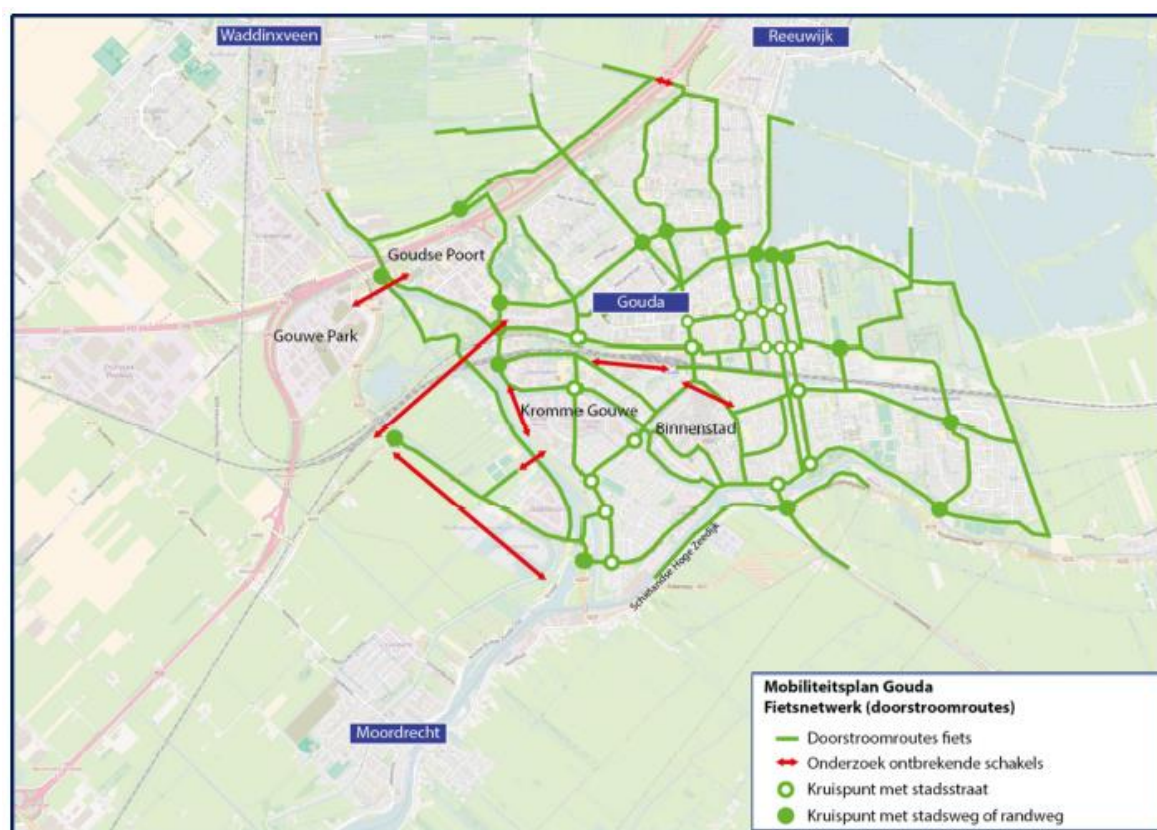 Waddinxveen
Reeuwijk
Goudse Poort
Gouda
Gouwe Park
Kromme Gouwe
Binnenstad
Schielandse Hoge Zeedijk
Moordrecht
Mobiliteitsplan Gouda
Fietsnetwerk (doorstroomroutes)
Doorstroomroutes fiets
Onderzoek ontbrekende schakels
Kruispunt met stadsstraat
Kruispunt met stadsweg of randweg